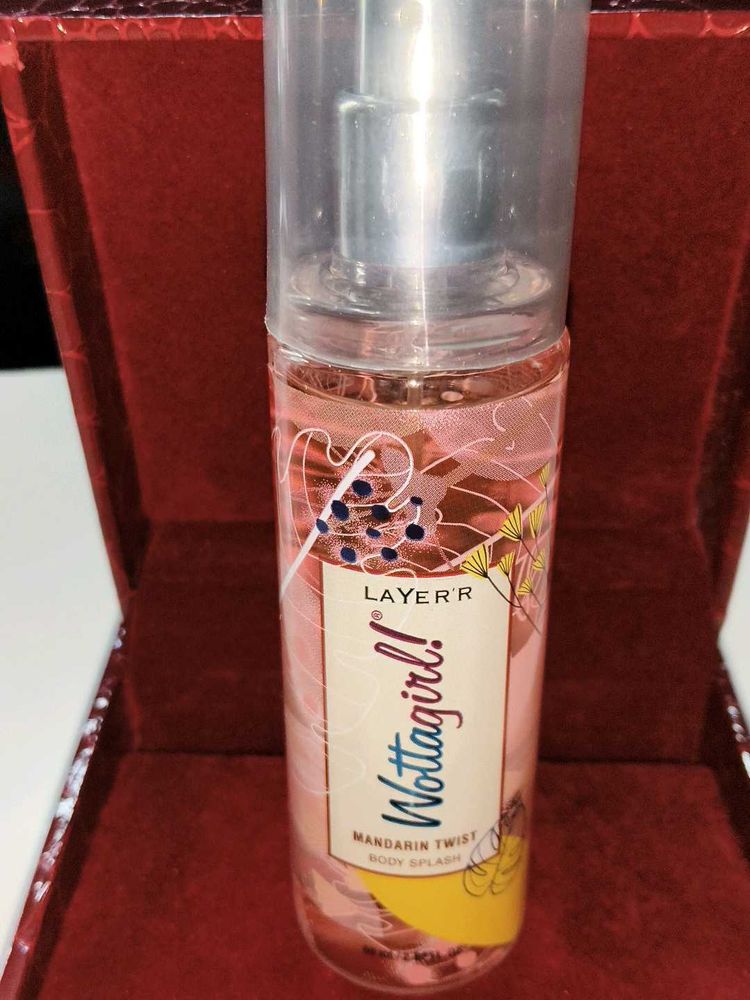 LAYER'R
Wottagirl!®
MANDARIN TWIST
BODY SPLASH